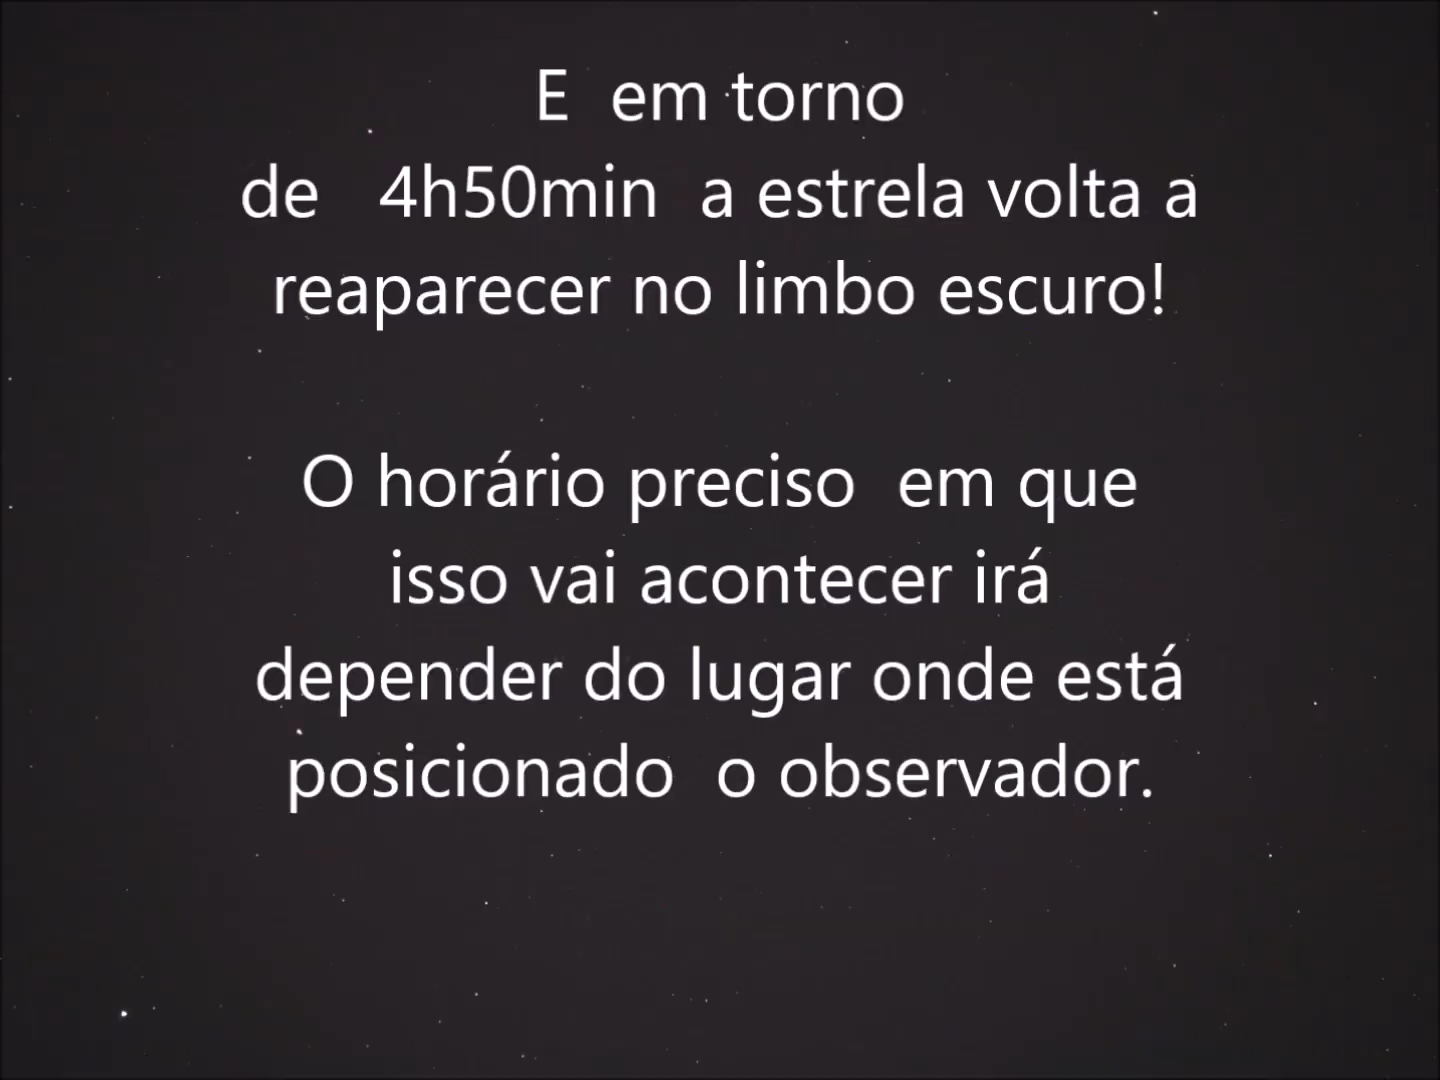 E em torno
de 4h50min a estrela volta a
reaparecer no limbo escuro!
O horário preciso em que
isso vai acontecer irá
depender do lugar onde está
posicionado o observador.